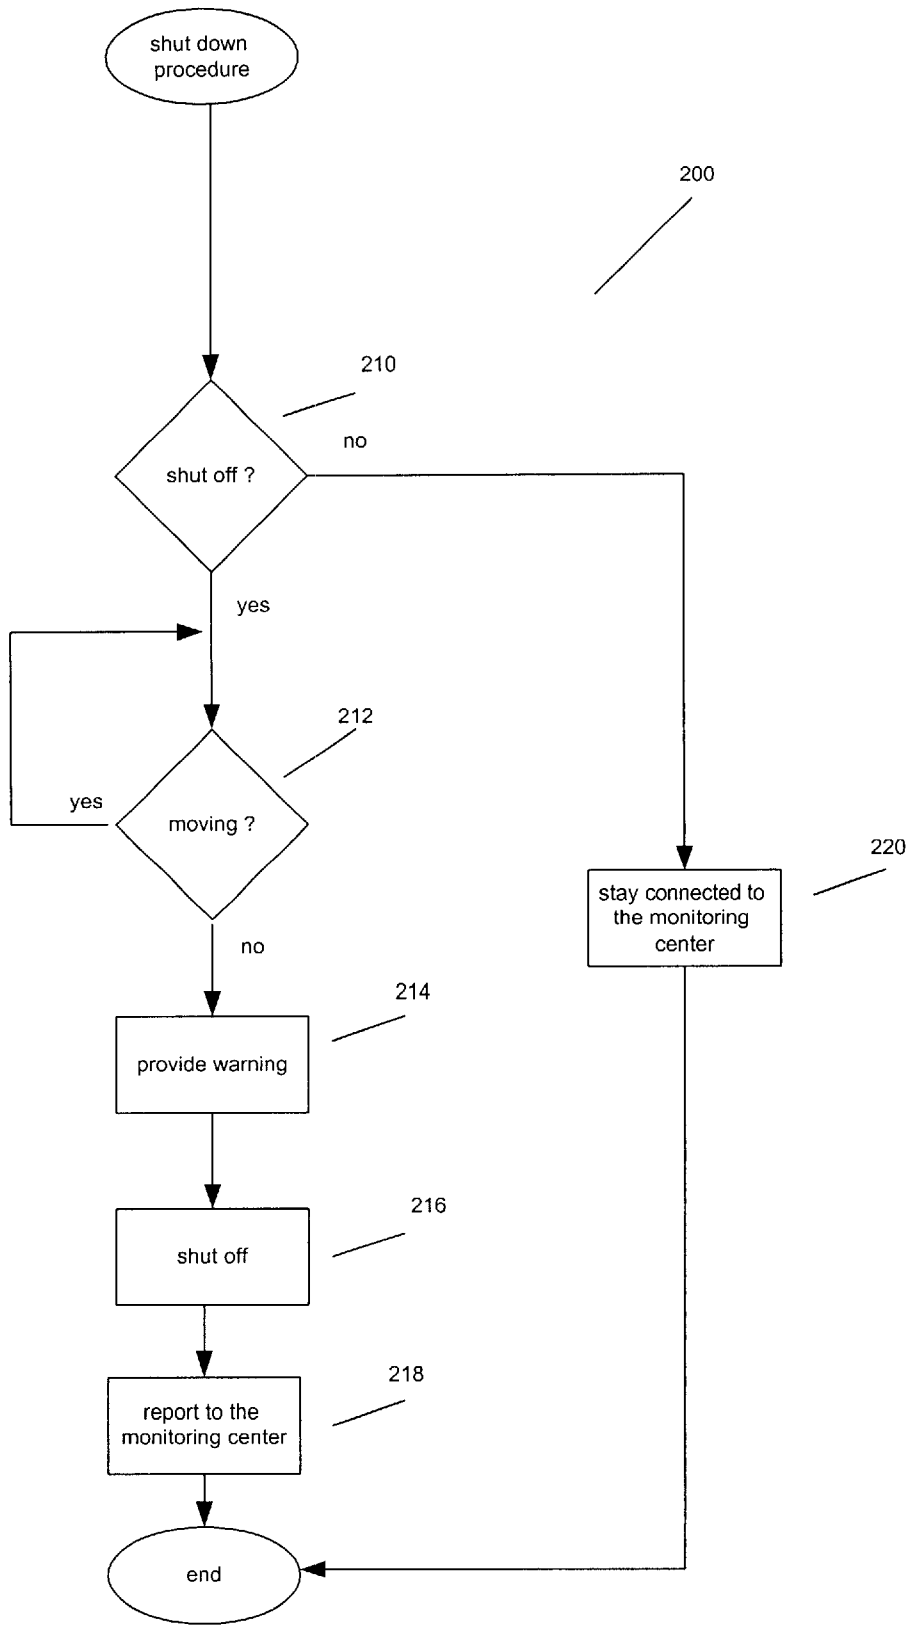 shut down
procedure
200
210
no
shut off ?
yes
212
yes
moving ?
220
stay connected to
the monitoring
center
no
214
provide warning
216
shut off
218
report to the
monitoring center
end